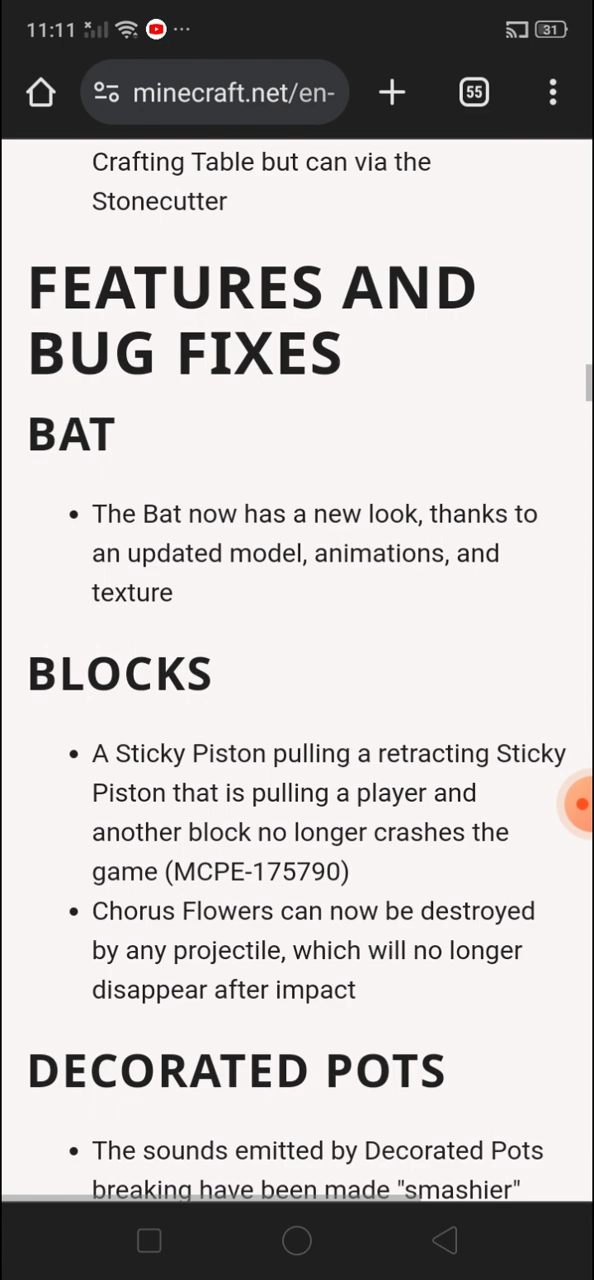 11:11
31
minecraft.net/en-
55
Crafting Table but can via the
Stonecutter
FEATURES AND
BUG FIXES
BAT
• The Bat now has a new look, thanks to
an updated model, animations, and
texture
BLOCKS
• A Sticky Piston pulling a retracting Sticky
Piston that is pulling a player and
another block no longer crashes the
game (MCPE-175790)
• Chorus Flowers can now be destroyed
by any projectile, which will no longer
disappear after impact
DECORATED POTS
• The sounds emitted by Decorated Pots
breaking have been made "smashier"